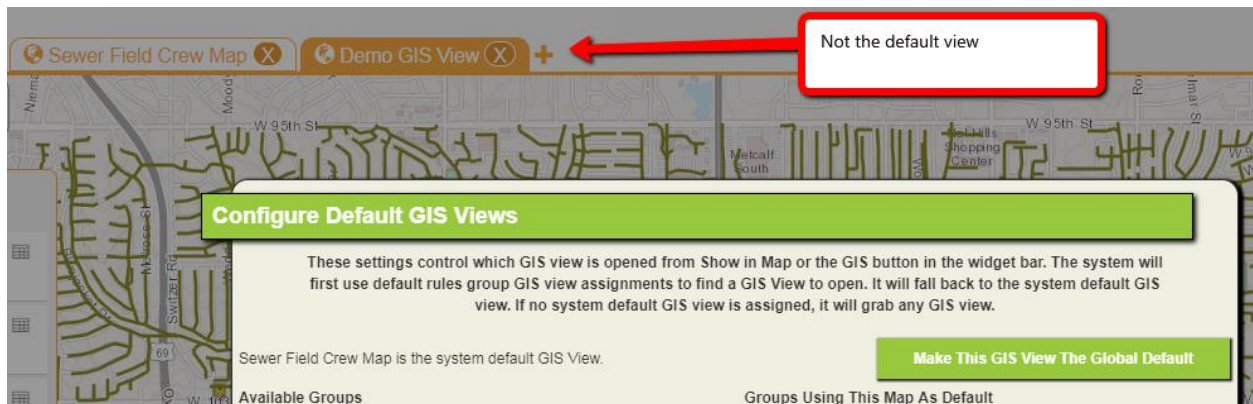 Not the default view
Sewer Field Crew Map X
Demo GIS View X +
W 95th St
W 95th St
Metcalf
South
Shopping
Center
Configure Default GIS Views
Switzer Rd
69
These settings control which GIS view is opened from Show in Map or the GIS button in the widget bar. The system will
first use default rules group GIS view assignments to find a GIS View to open. It will fall back to the system default GIS
view. If no system default GIS view is assigned, it will grab any GIS view.
Sewer Field Crew Map is the system default GIS View.
Make This GIS View The Global Default
Available Groups
Groups Using This Map As Default